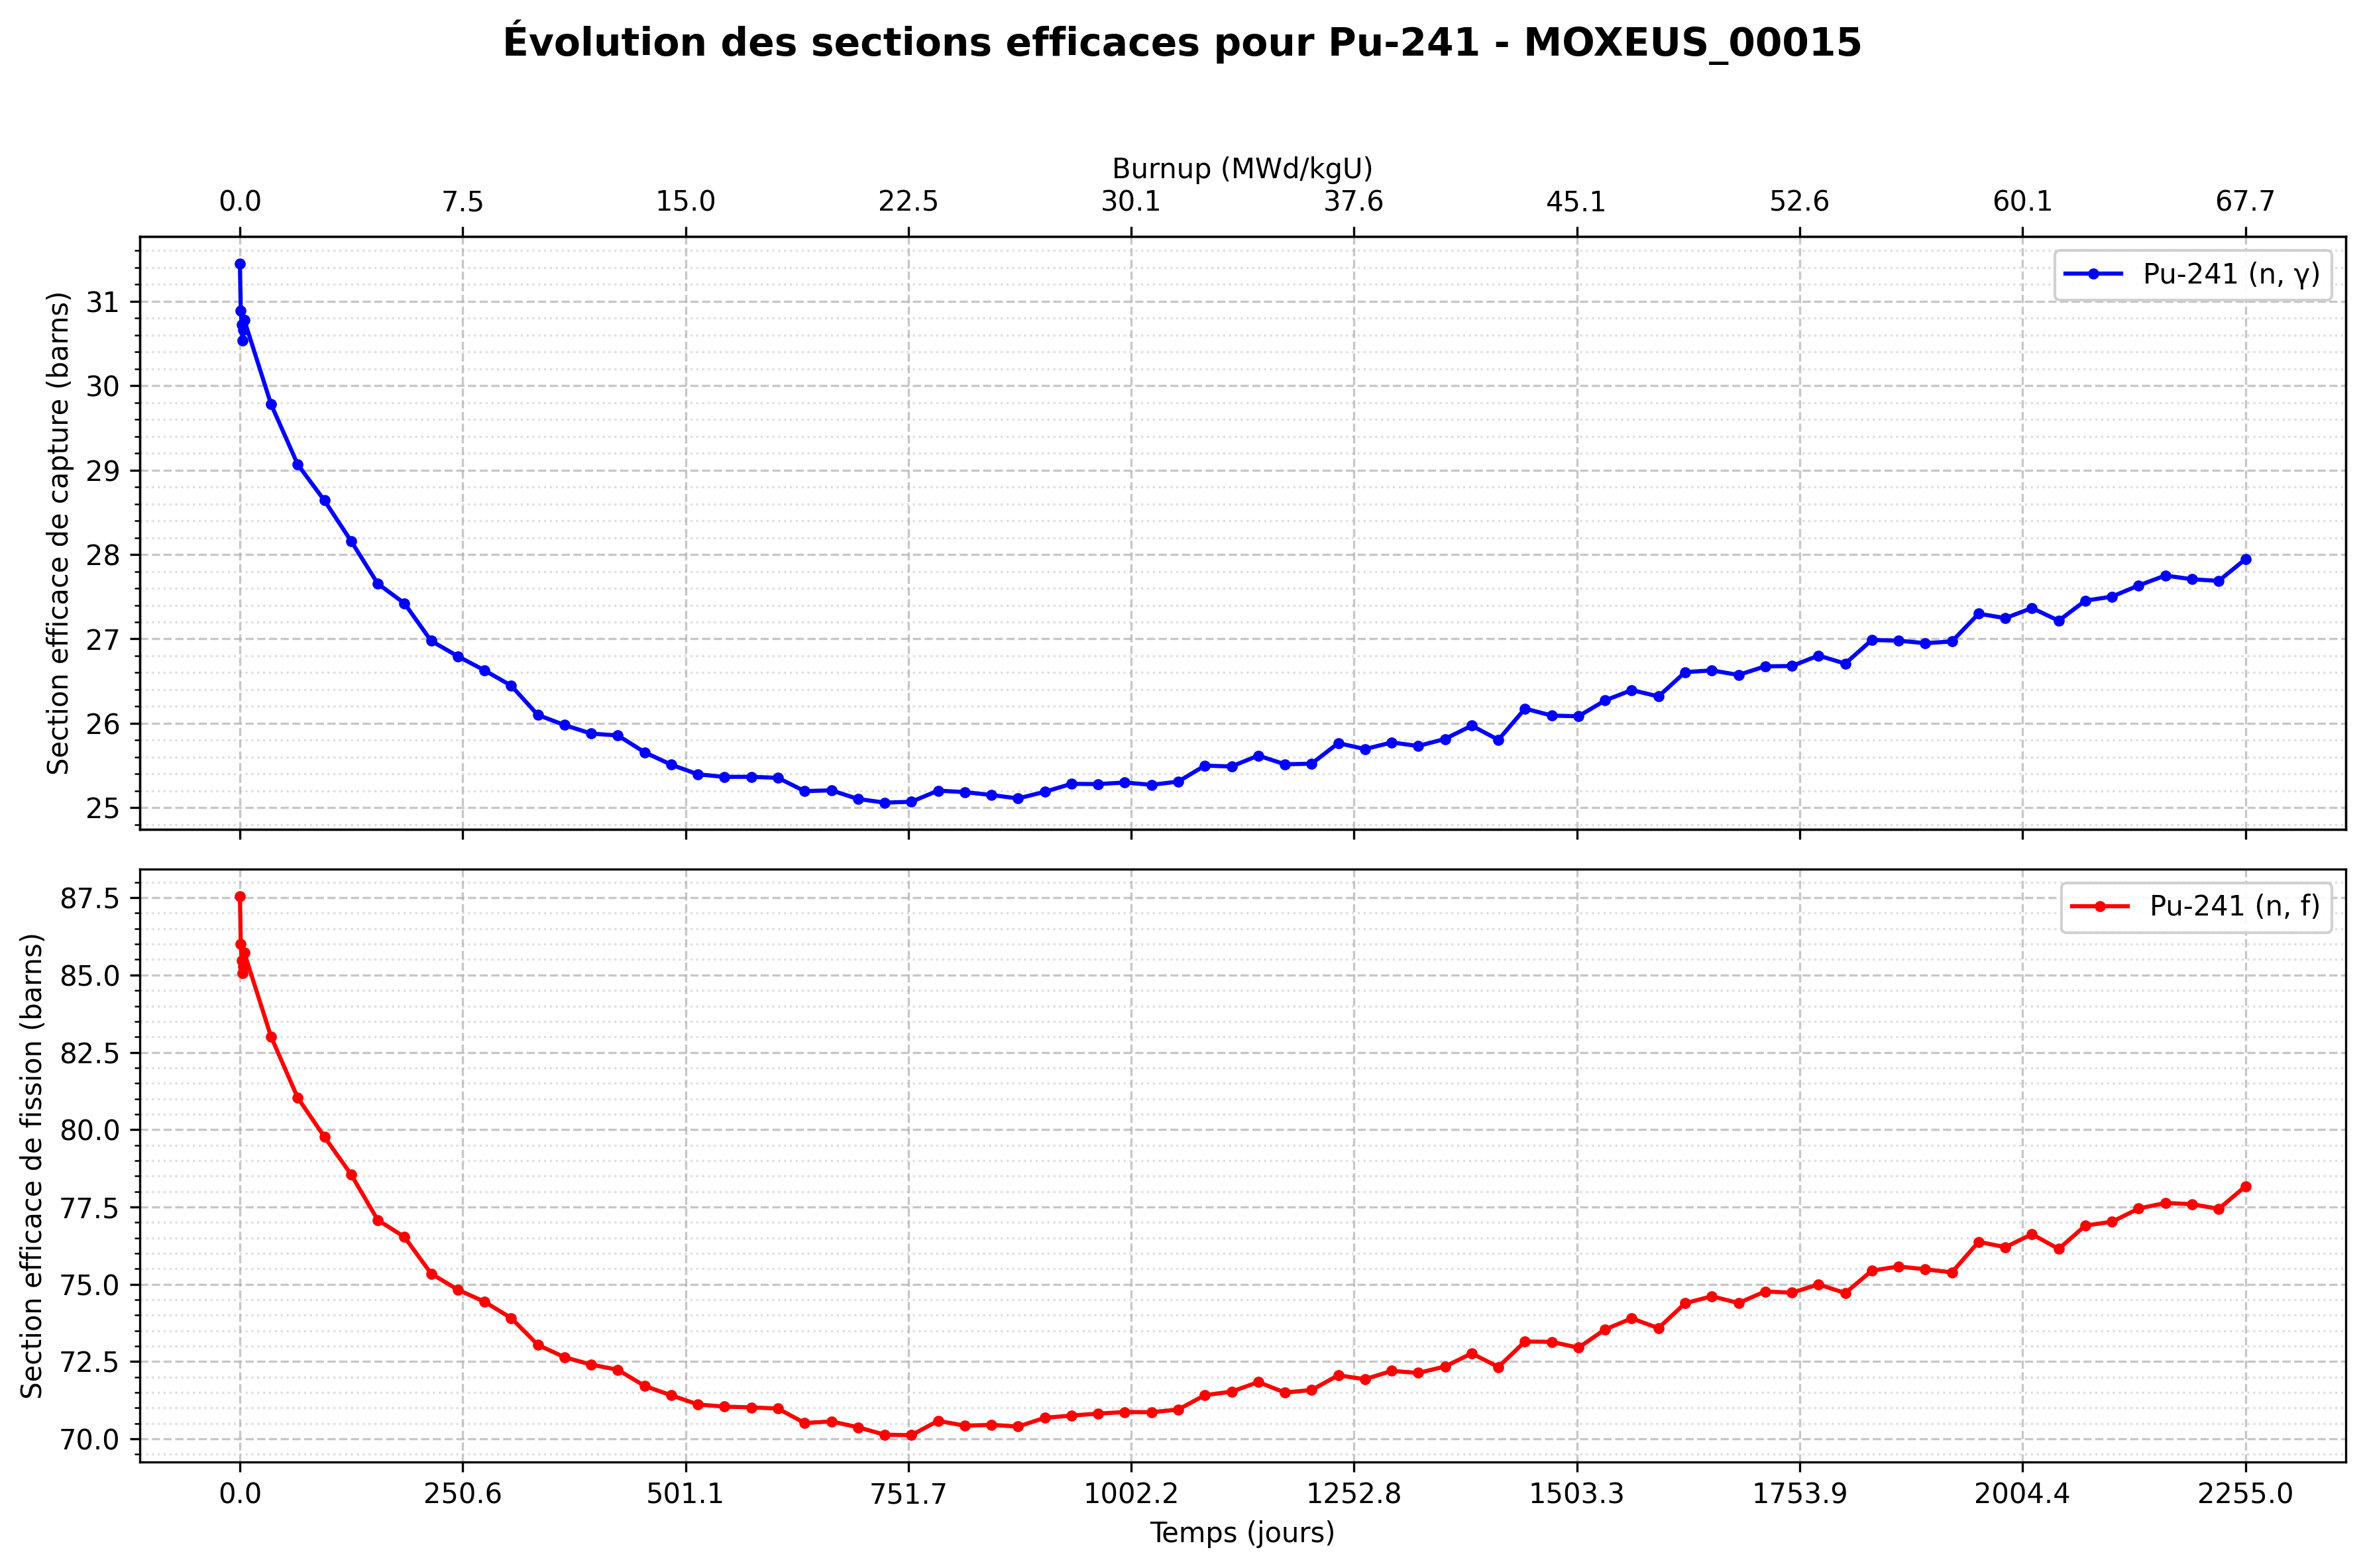 Évolution des sections efficaces pour Pu-241 - MOXEUS_00015
Burnup (MWd/kgU)
0.0 7.5 15.0 22.5 30.1 37.6 45.1 52.6 60.1 67.7
Pu-241 (n, γ)
Section efficace de capture (barns)
31
30
29
28
27
26
25
Pu-241 (n, f)
Section efficace de fission (barns)
87.5
85.0
82.5
80.0
77.5
75.0
72.5
70.0
0.0 250.6 501.1 751.7 1002.2 1252.8 1503.3 1753.9 2004.4 2255.0
Temps (jours)